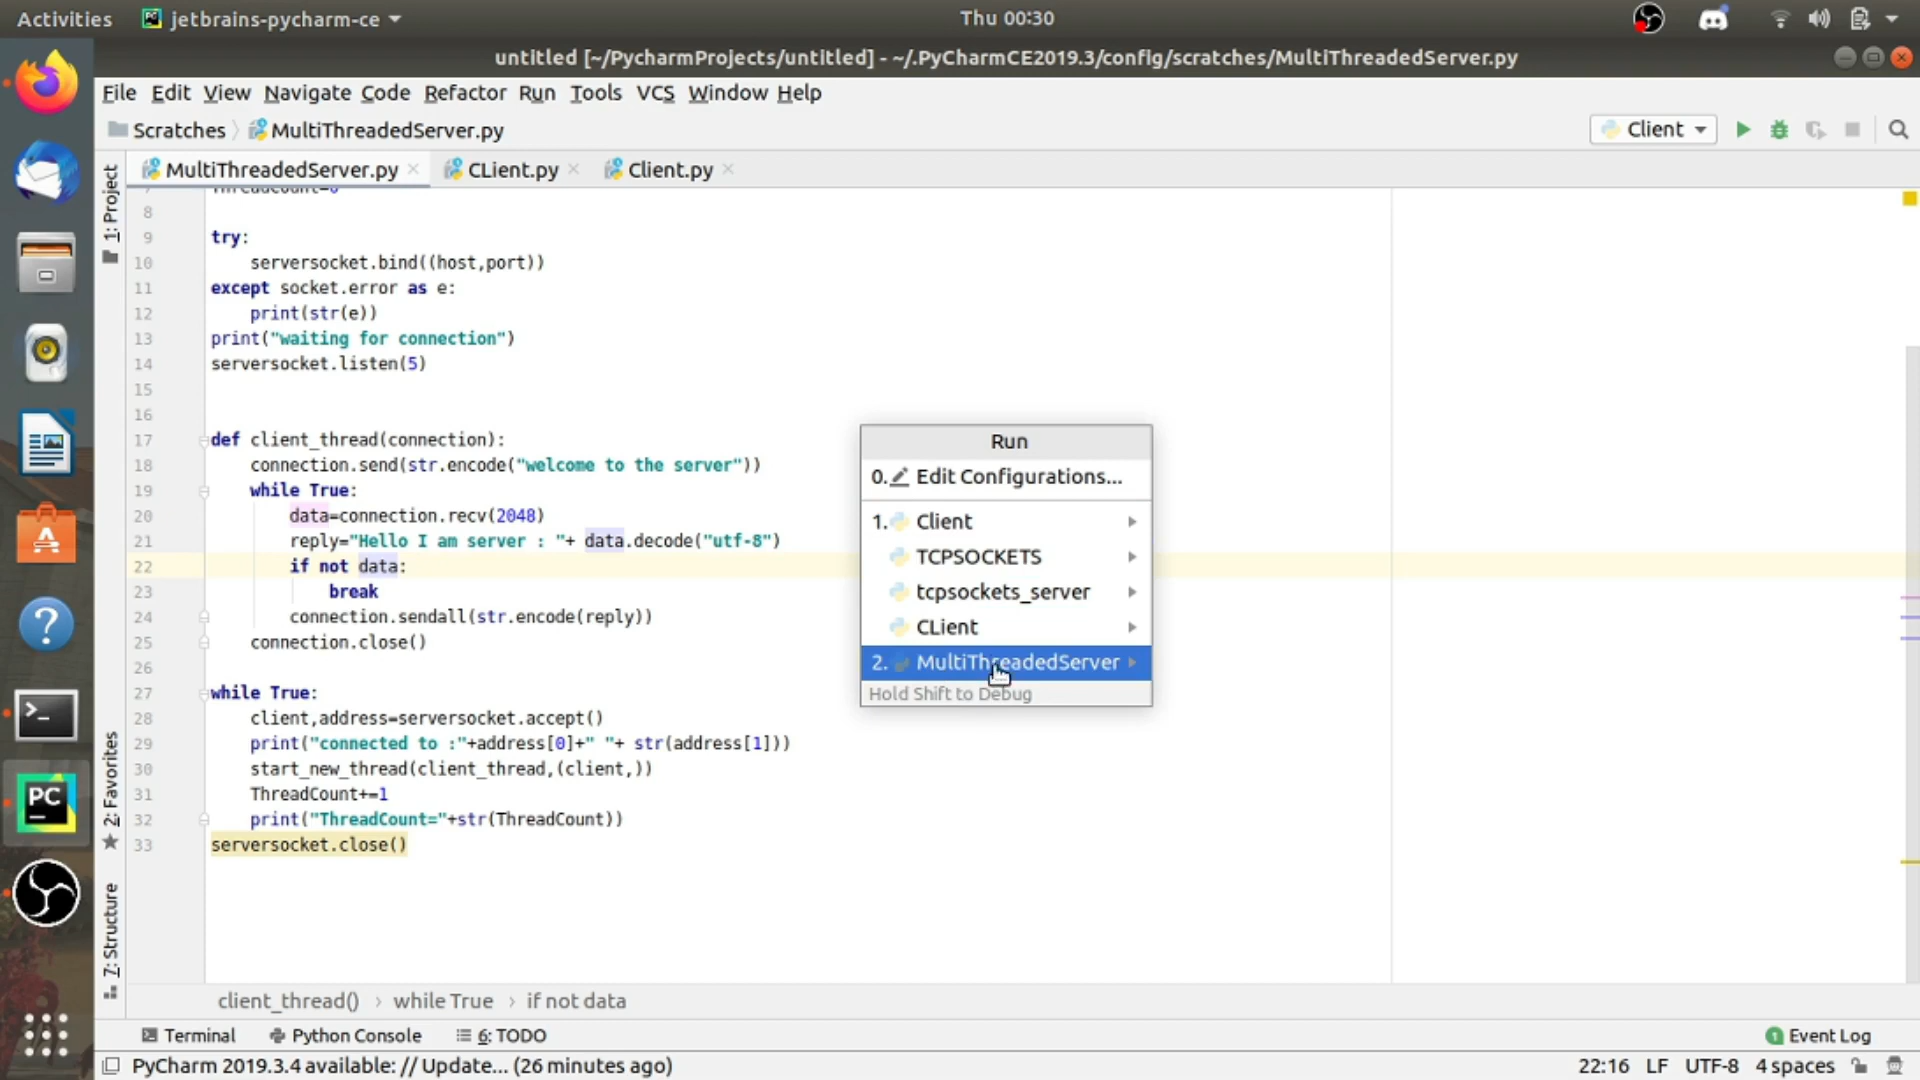 Activities
jetbrains-pycharm-ce
Thu 00:30
untitled [~/PycharmProjects/untitled] - ~/.PyCharmCE2019.3/config/scratches/MultiThreadedServer.py
File Edit View Navigate Code Refactor Run Tools VCS Window Help
Scratches MultiThreadedServer.py
Client
MultiThreadedServer.py CLient.py Client.py
1: Project
7 ThreadCount=0
8
9 try:
10 serversocket.bind((host,port))
11 except socket.error as e:
12 print(str(e))
13 print("waiting for connection")
14 serversocket.listen(5)
15
16
17 def client_thread(connection):
18 connection.send(str.encode("welcome to the server"))
19 while True:
20 data=connection.recv(2048)
21 reply="Hello I am server : "+ data.decode("utf-8")
22 if not data:
23 break
24 connection.sendall(str.encode(reply))
25 connection.close()
26
27 while True:
28 client,address=serversocket.accept()
29 print("connected to :"+address[0]+" "+ str(address[1]))
30 start_new_thread(client_thread,(client,))
31 ThreadCount+=1
32 print("ThreadCount="+str(ThreadCount))
33 serversocket.close()
Run
0. Edit Configurations...
1. Client
TCPSOCKETS
tcpsockets_server
CLient
2. MultiThreadedServer
Hold Shift to Debug
2: Favorites
7: Structure
>_
PC
?
client_thread() › while True › if not data
Terminal Python Console 6: TODO
1 Event Log
PyCharm 2019.3.4 available: // Update... (26 minutes ago)
22:16 LF UTF-8 4 spaces